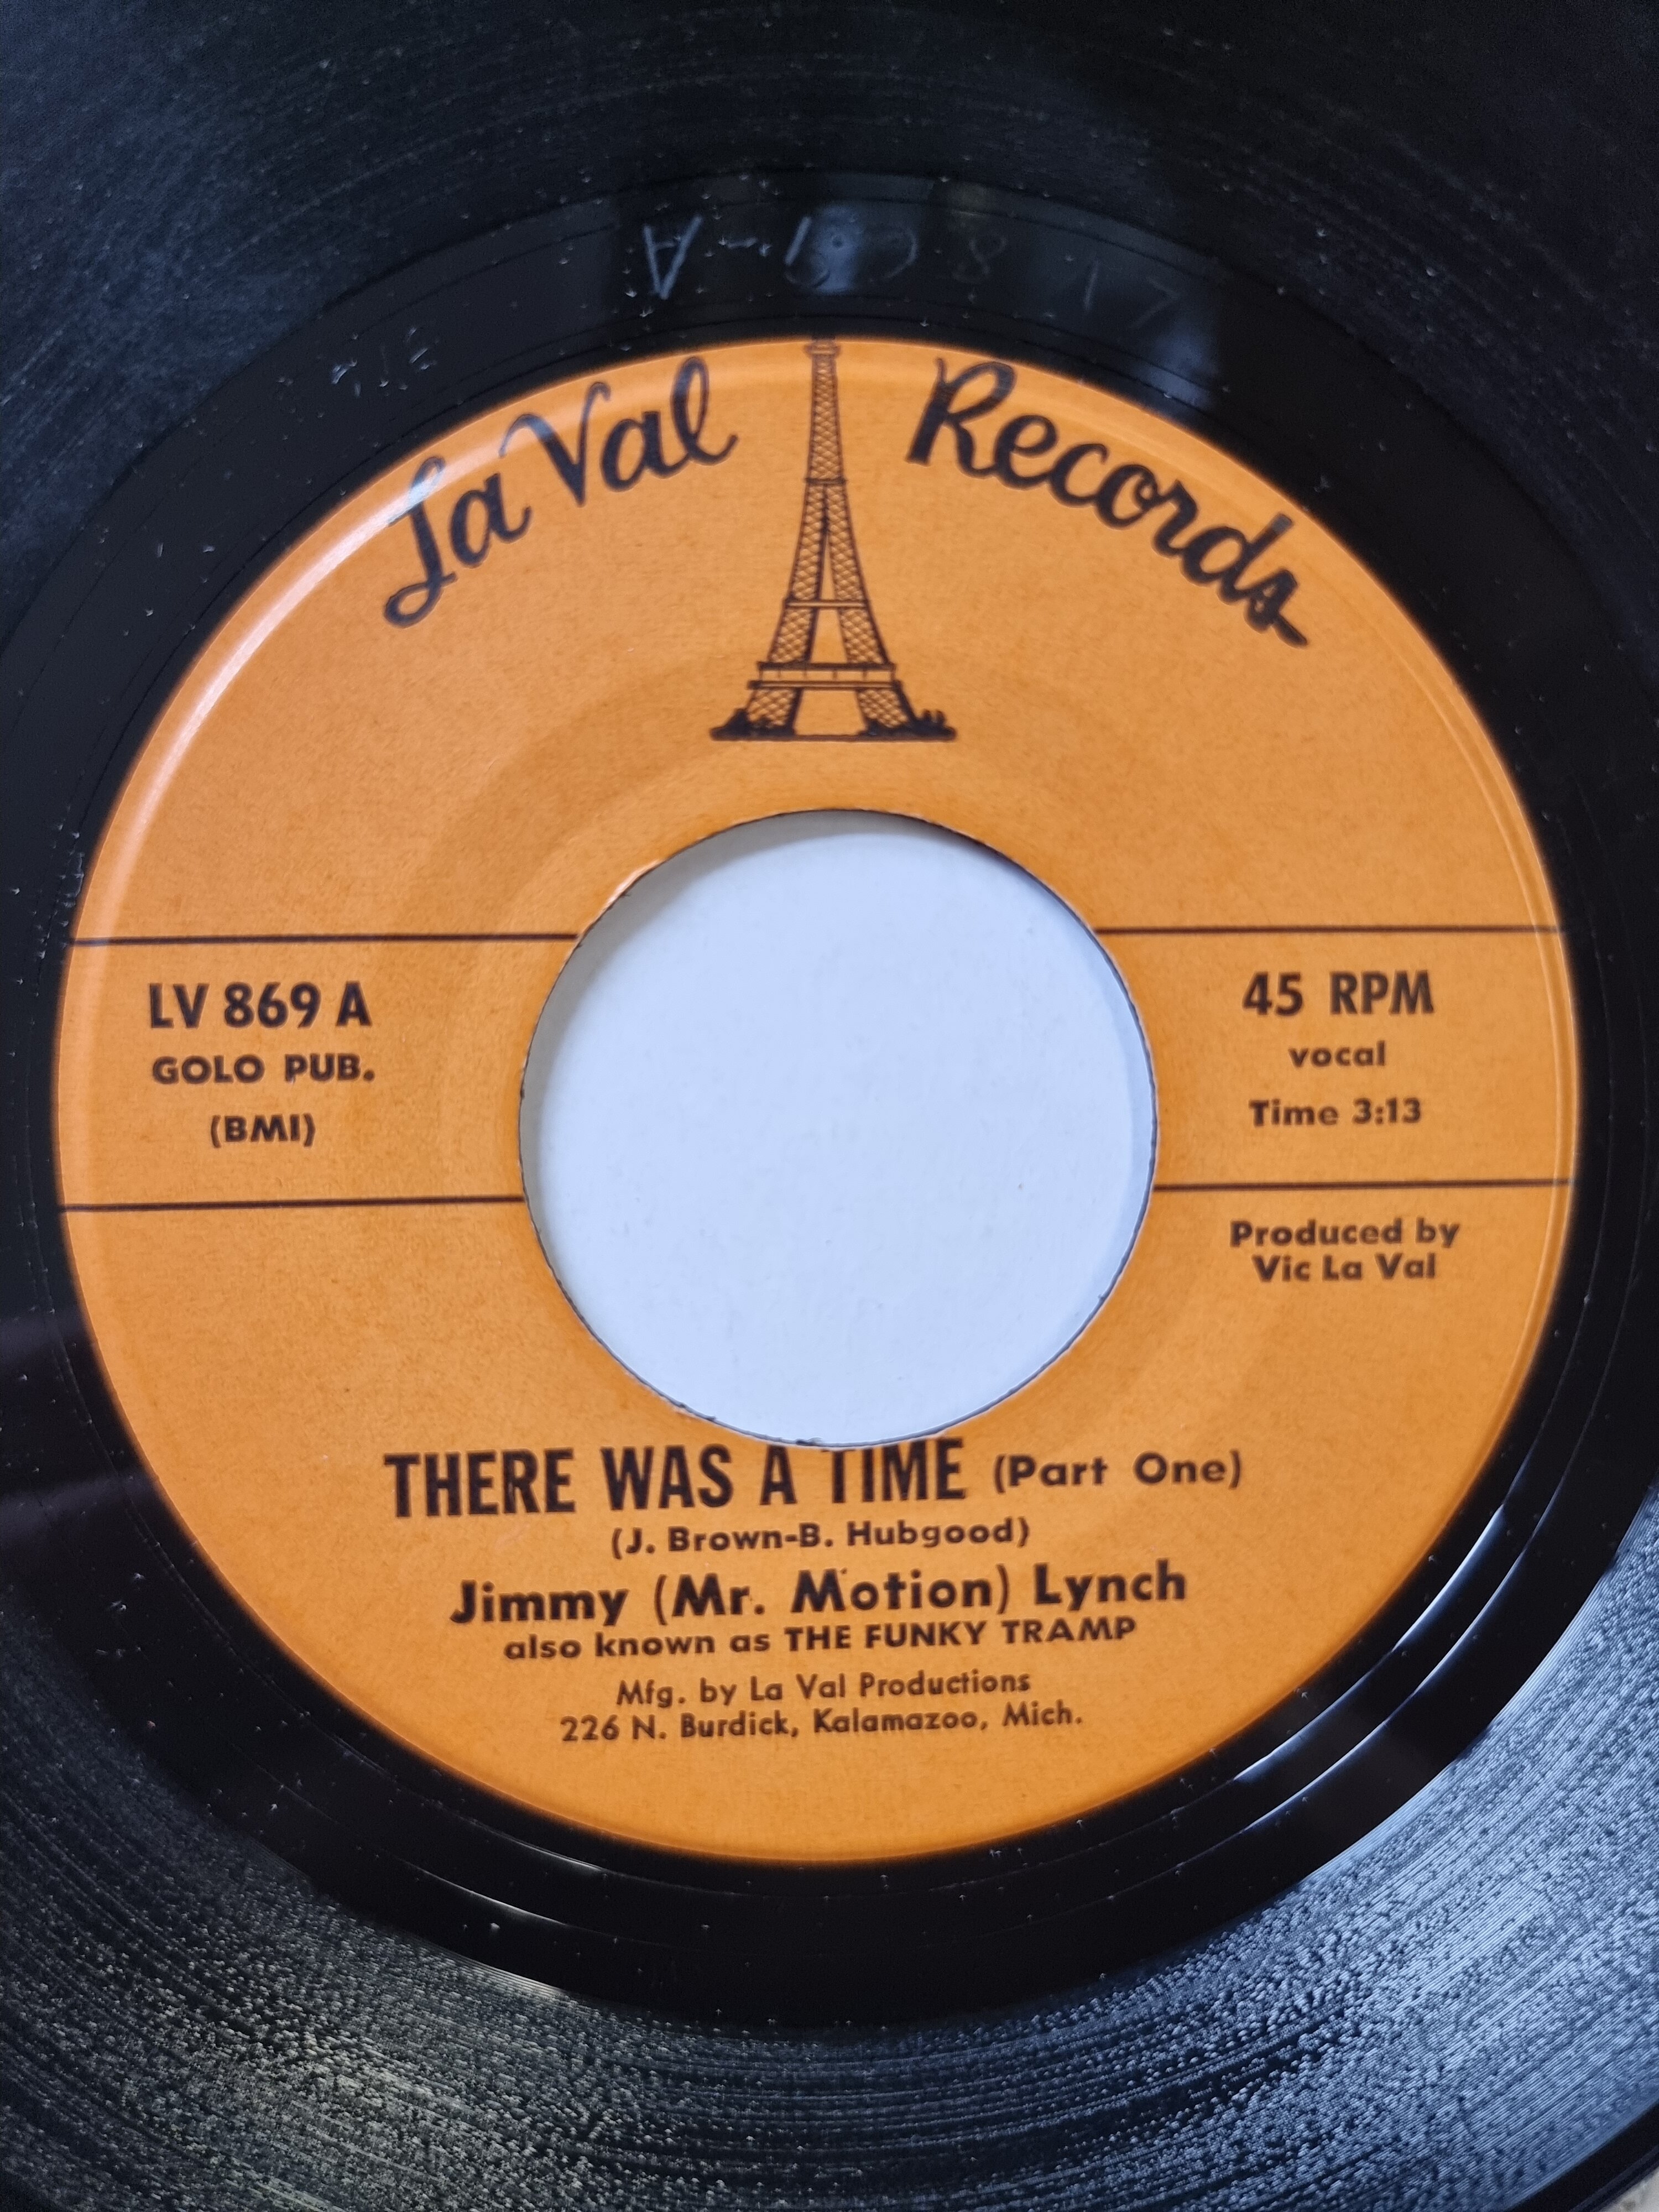 La Val Records
LV 869 A
GOLO PUB.
(BMI)
45 RPM
vocal
Time 3:13
Produced by
Vic La Val
THERE WAS A TIME (Part One)
(J. Brown-B. Hubgood)
Jimmy (Mr. Motion) Lynch
also known as THE FUNKY TRAMP
Mfg. by La Val Productions
226 N. Burdick, Kalamazoo, Mich.